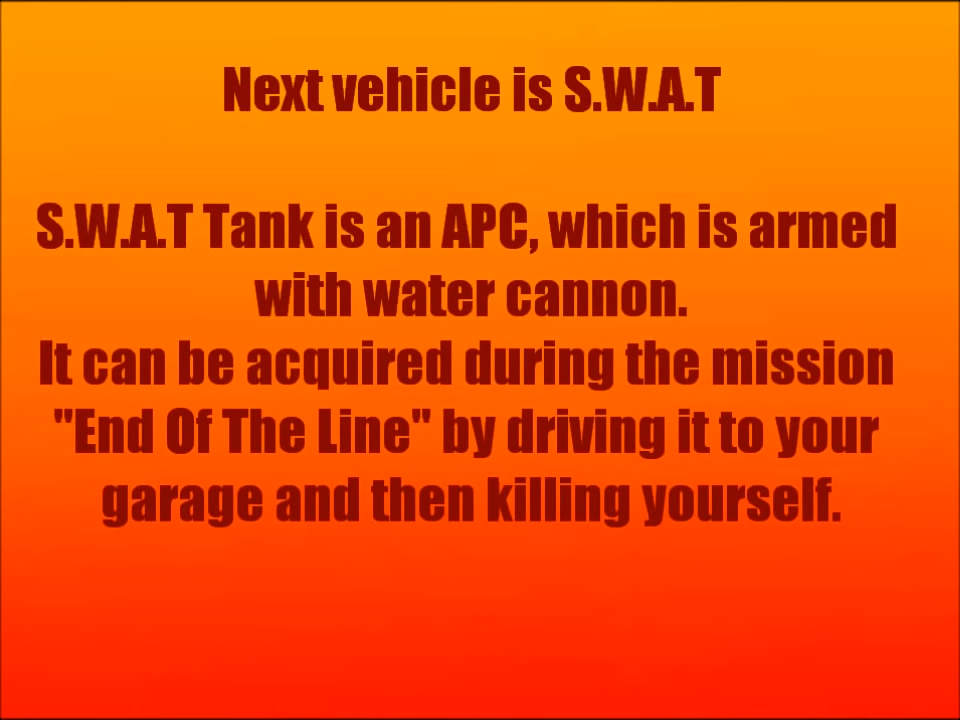 Next vehicle is S.W.A.T
S.W.A.T Tank is an APC, which is armed
with water cannon.
It can be acquired during the mission
"End Of The Line" by driving it to your
garage and then killing yourself.